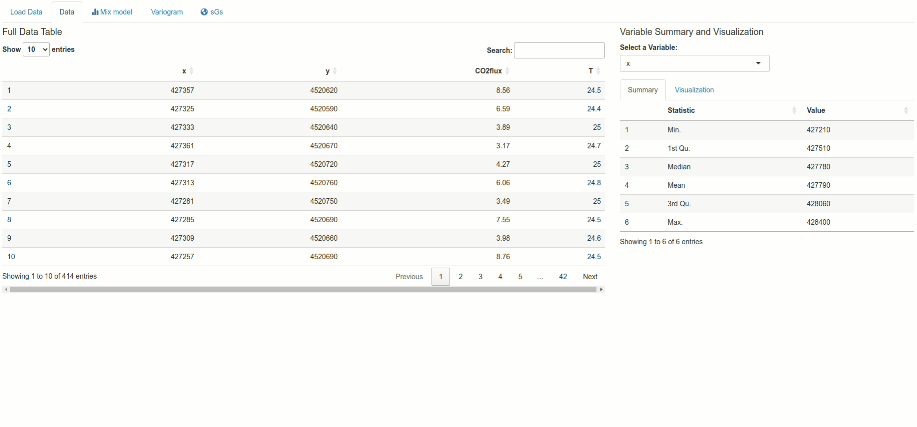 Load Data Data Mix model Variogram sGs
Full Data Table
Show 10 entries
Search:
x y CO2flux T
1 427357 4520620 8.56 24.5
2 427325 4520590 6.59 24.4
3 427333 4520640 3.89 25
4 427361 4520670 3.17 24.7
5 427317 4520720 4.27 25
6 427313 4520760 6.06 24.8
7 427281 4520750 3.49 25
8 427285 4520690 7.55 24.5
9 427309 4520660 3.98 24.6
10 427257 4520690 8.76 24.5
Showing 1 to 10 of 414 entries
Previous 1 2 3 4 5 … 42 Next
Variable Summary and Visualization
Select a Variable:
x
Summary Visualization
Statistic Value
1 Min. 427210
2 1st Qu. 427510
3 Median 427780
4 Mean 427790
5 3rd Qu. 428060
6 Max. 428400
Showing 1 to 6 of 6 entries